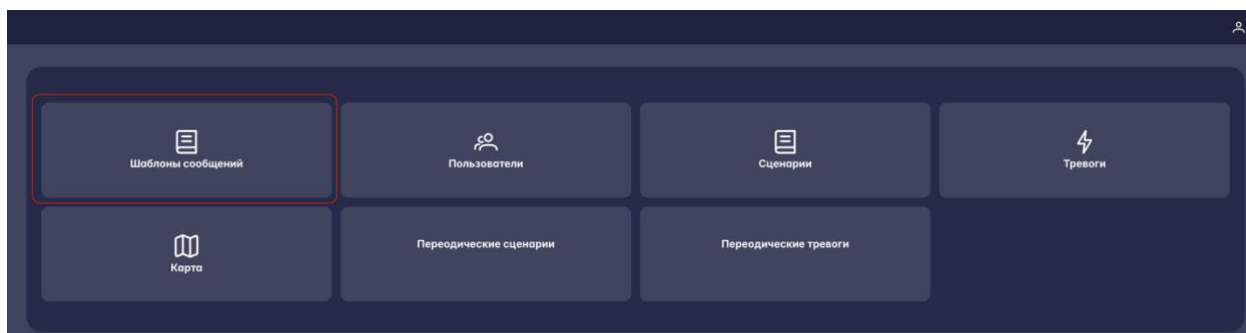 Шаблоны сообщений
Пользователи
Сценарии
Тревоги
Карта
Переодические сценарии
Переодические тревоги